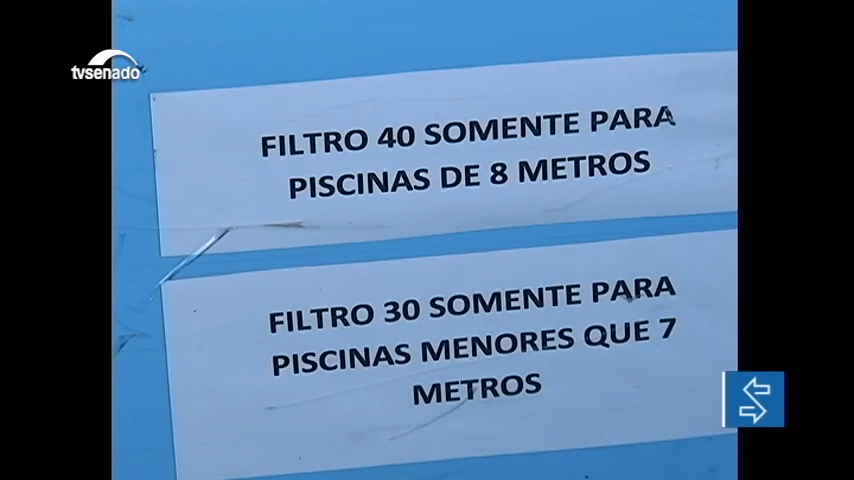 tvsenado
FILTRO 40 SOMENTE PARA
PISCINAS DE 8 METROS
FILTRO 30 SOMENTE PARA
PISCINAS MENORES QUE 7
METROS